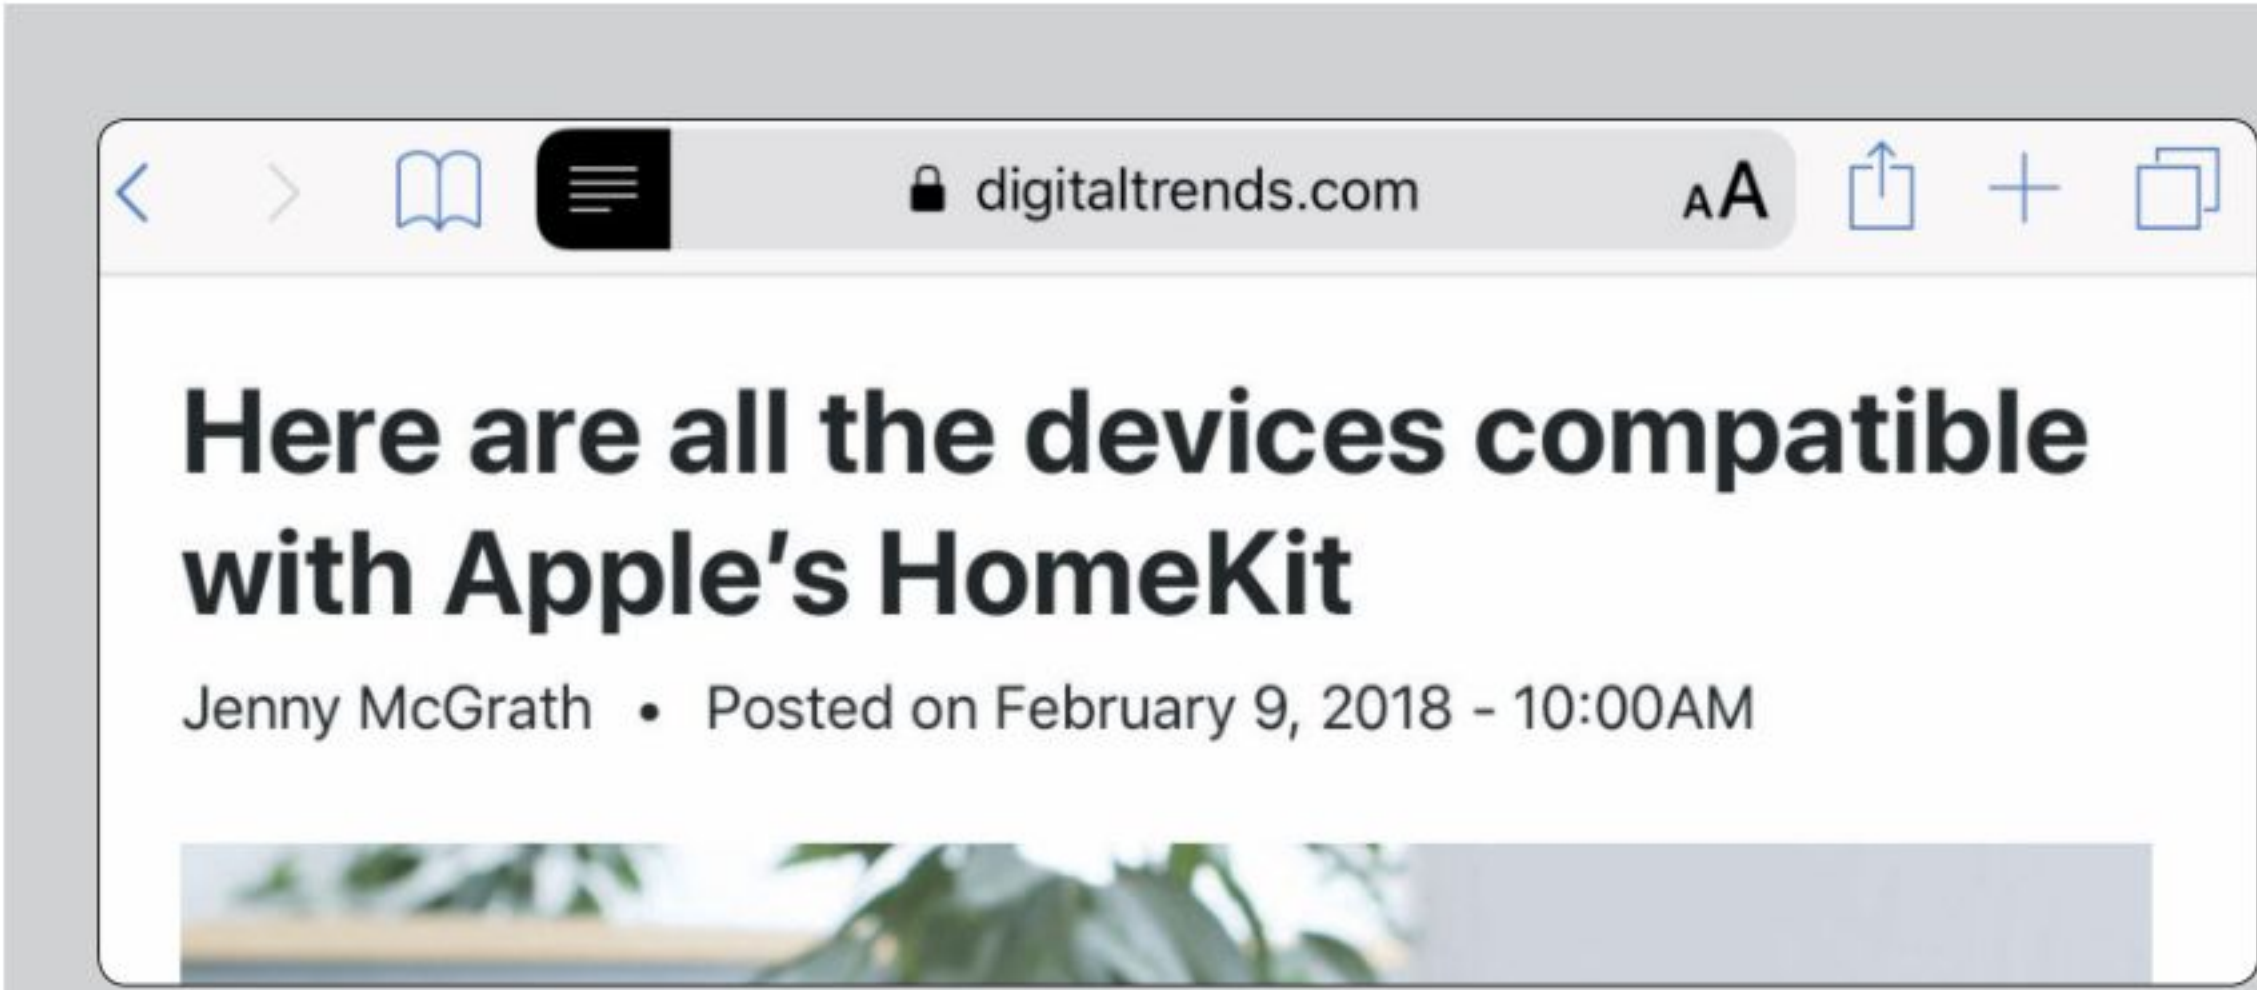 digitaltrends.com AA
Here are all the devices compatible
with Apple’s HomeKit
Jenny McGrath • Posted on February 9, 2018 - 10:00AM